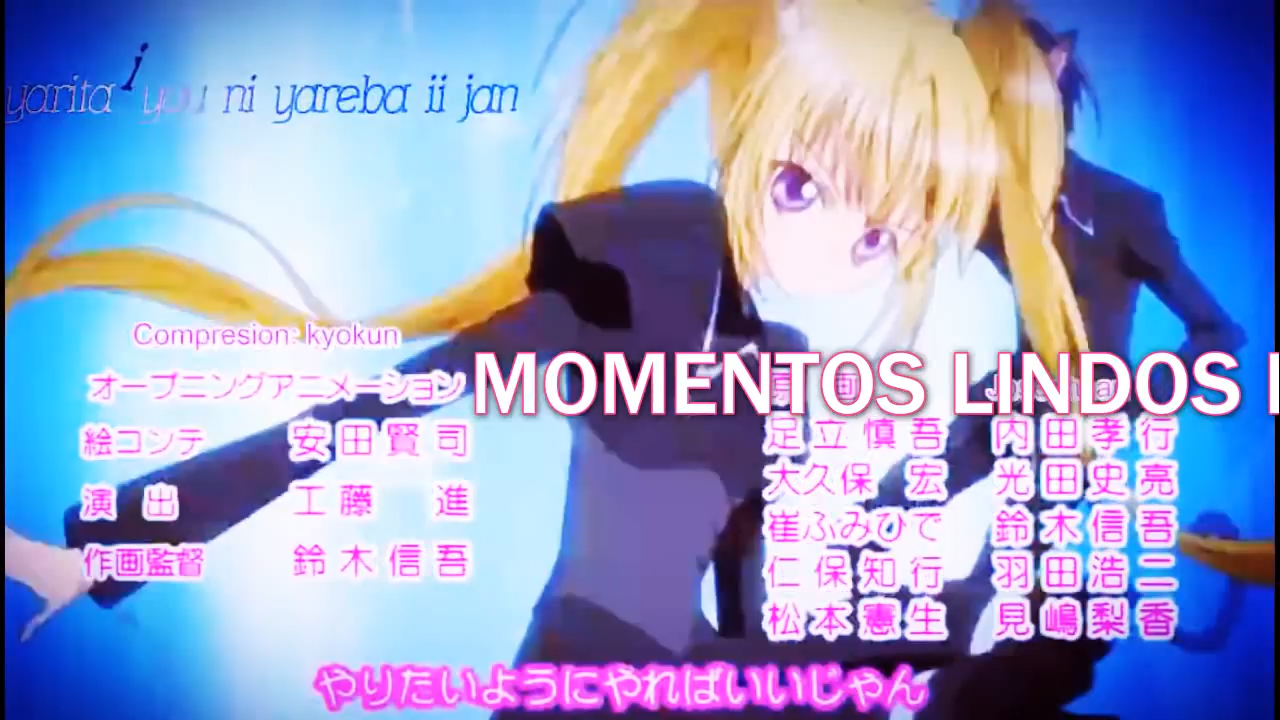 yarita i you ni yareba ii jan
Compresion: kyokun
オープニングアニメーション
MOMENTOS LINDOS
絵コンテ 安田賢司
演出 工藤 進
作画監督 鈴木信吾
原画
足立慎吾 内田孝行
大久保 宏 光田史亮
崔ふみひで 鈴木信吾
仁保知行 羽田浩二
松本憲生 見嶋梨香
やりたいようにやればいいじゃん